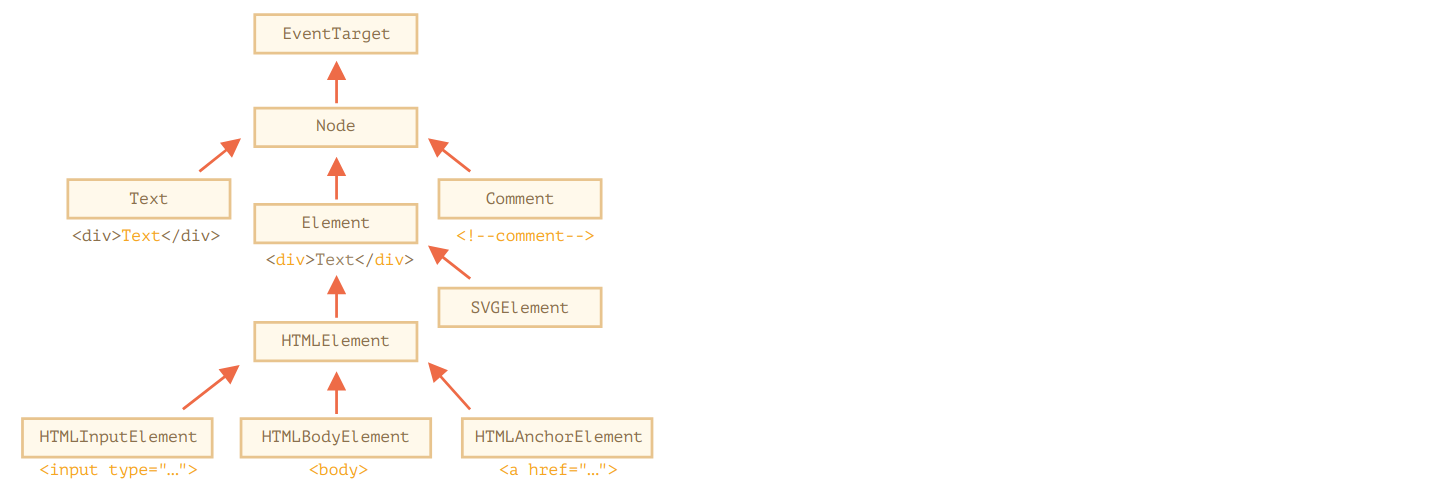 EventTarget
Node
Text
Comment
<div>Text</div>
Element
<!--comment-->
<div>Text</div>
SVGElement
HTMLElement
HTMLInputElement
HTMLBodyElement
HTMLAnchorElement
<input type="...">
<body>
<a href="...">